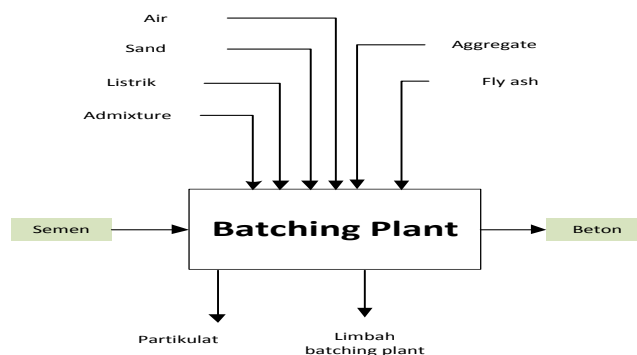 Air
Sand
Aggregate
Listrik
Fly ash
Admixture
Batching Plant
Semen
Beton
Partikulat
Limbah
batching plant